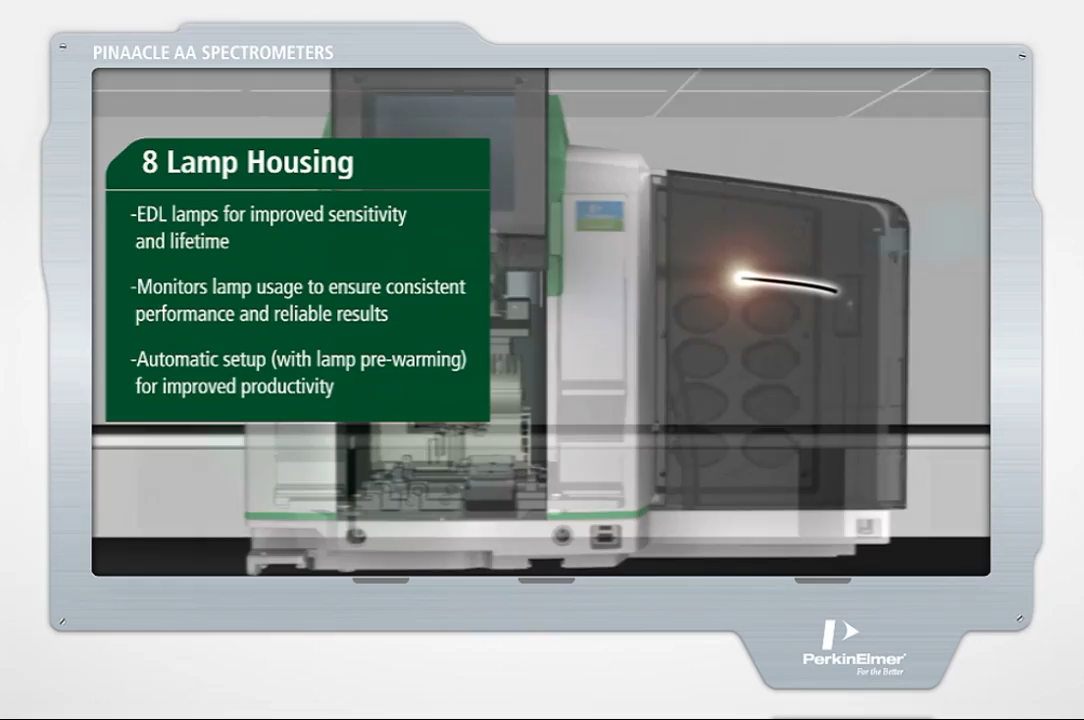 PINAACLE AA SPECTROMETERS
8 Lamp Housing
-EDL lamps for improved sensitivity
and lifetime
-Monitors lamp usage to ensure consistent
performance and reliable results
-Automatic setup (with lamp pre-warming)
for improved productivity
PerkinElmer
For the Better